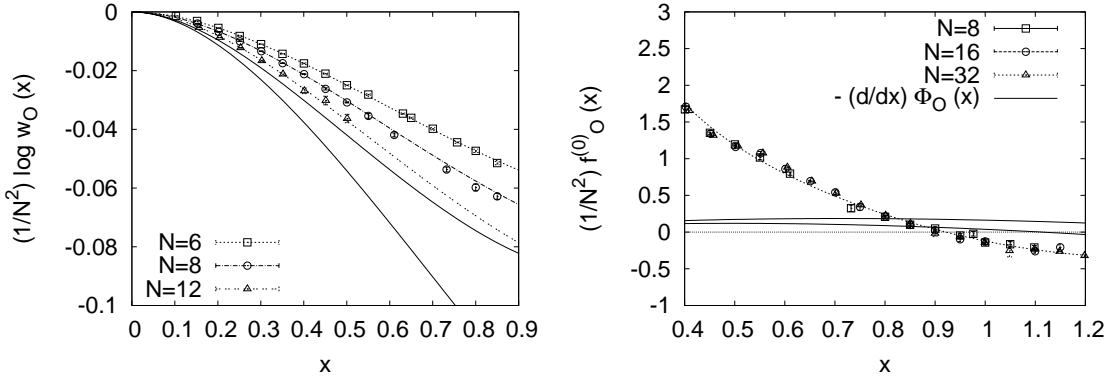 (1/N²) log w_O (x)
0
-0.02
-0.04
-0.06
-0.08
-0.1
N=6
N=8
N=12
0 0.1 0.2 0.3 0.4 0.5 0.6 0.7 0.8 0.9
x
(1/N²) f⁽⁰⁾_O (x)
3
2.5
2
1.5
1
0.5
0
-0.5
-1
N=8
N=16
N=32
- (d/dx) Φ_O (x)
0.4 0.5 0.6 0.7 0.8 0.9 1 1.1 1.2
x